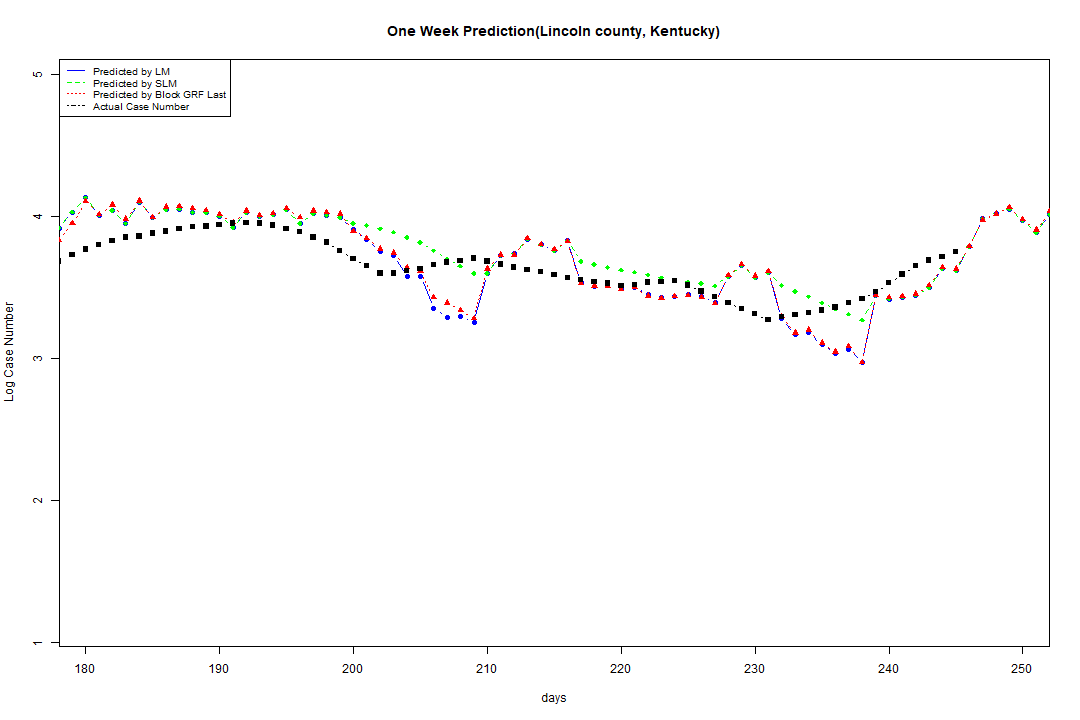 One Week Prediction(Lincoln county, Kentucky)
Predicted by LM
Predicted by SLM
Predicted by Block GRF Last
Actual Case Number
5
4
3
2
1
Log Case Number
180 190 200 210 220 230 240 250
days